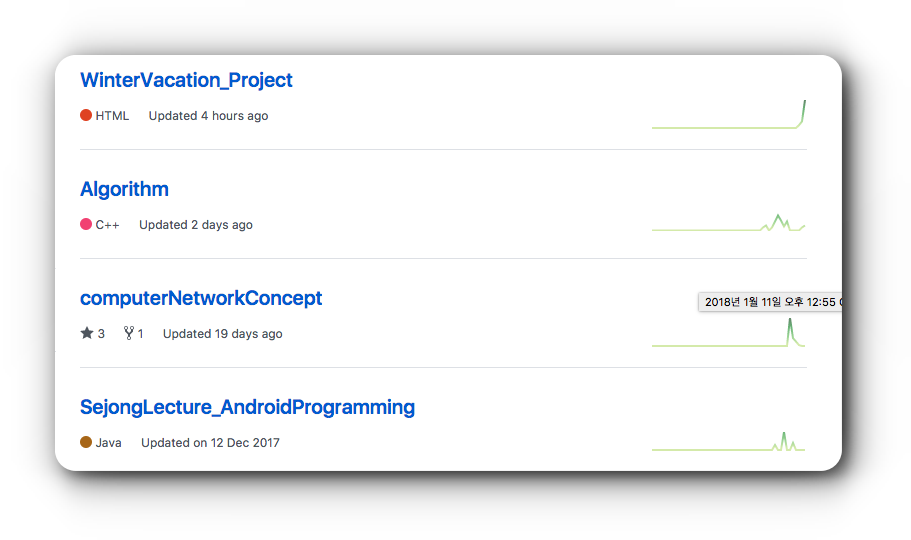 WinterVacation_Project
HTML Updated 4 hours ago
Algorithm
C++ Updated 2 days ago
computerNetworkConcept
2018년 1월 11일 오후 12:55
3 1 Updated 19 days ago
SejongLecture_AndroidProgramming
Java Updated on 12 Dec 2017